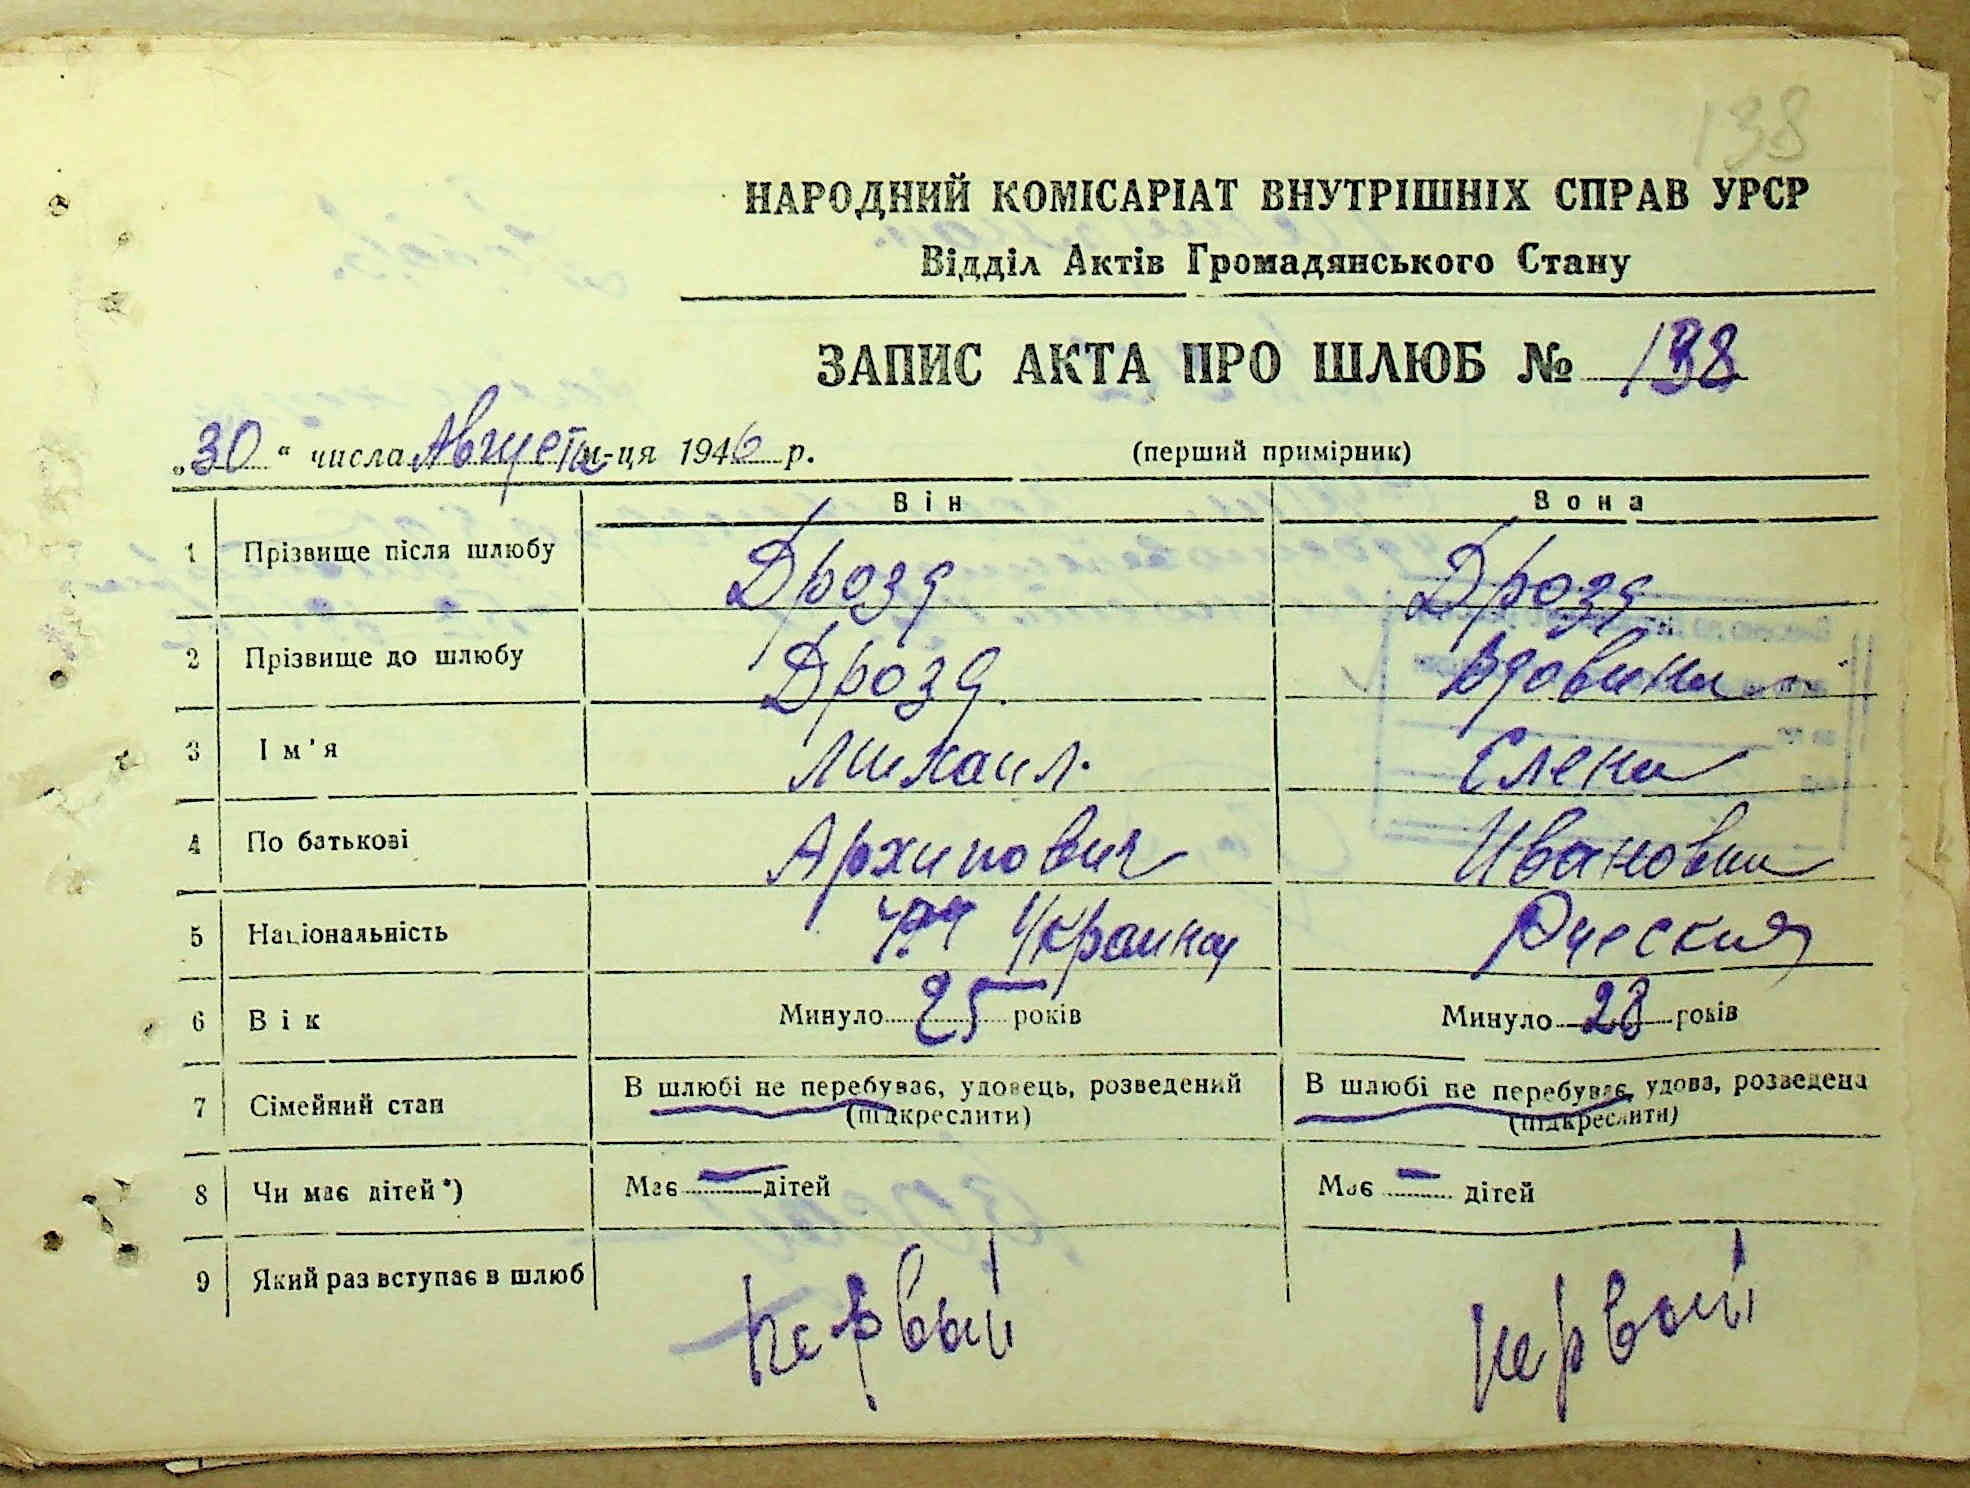 138
НАРОДНИЙ КОМІСАРІАТ ВНУТРІШНІХ СПРАВ УРСР
Відділ Актів Громадянського Стану
ЗАПИС АКТА ПРО ШЛЮБ № 138
„30“ числа Августа м-ця 1946 р. (перший примірник)
Він Вона
1 Прізвище після шлюбу Дрозд Дрозд
2 Прізвище до шлюбу Дрозд Вдовина
3 Ім'я Михаил. Елена
4 По батькові Архипович Ивановна
5 Національність Украинец Русская
6 Вік Минуло 25 років Минуло 28 років
7 Сімейний стан В шлюбі не перебуває, удовець, розведений В шлюбі не перебуває, удова, розведена
(підкреслити) (підкреслити)
8 Чи має дітей*) Має — дітей Має — дітей
9 Який раз вступає в шлюб Первый Первый